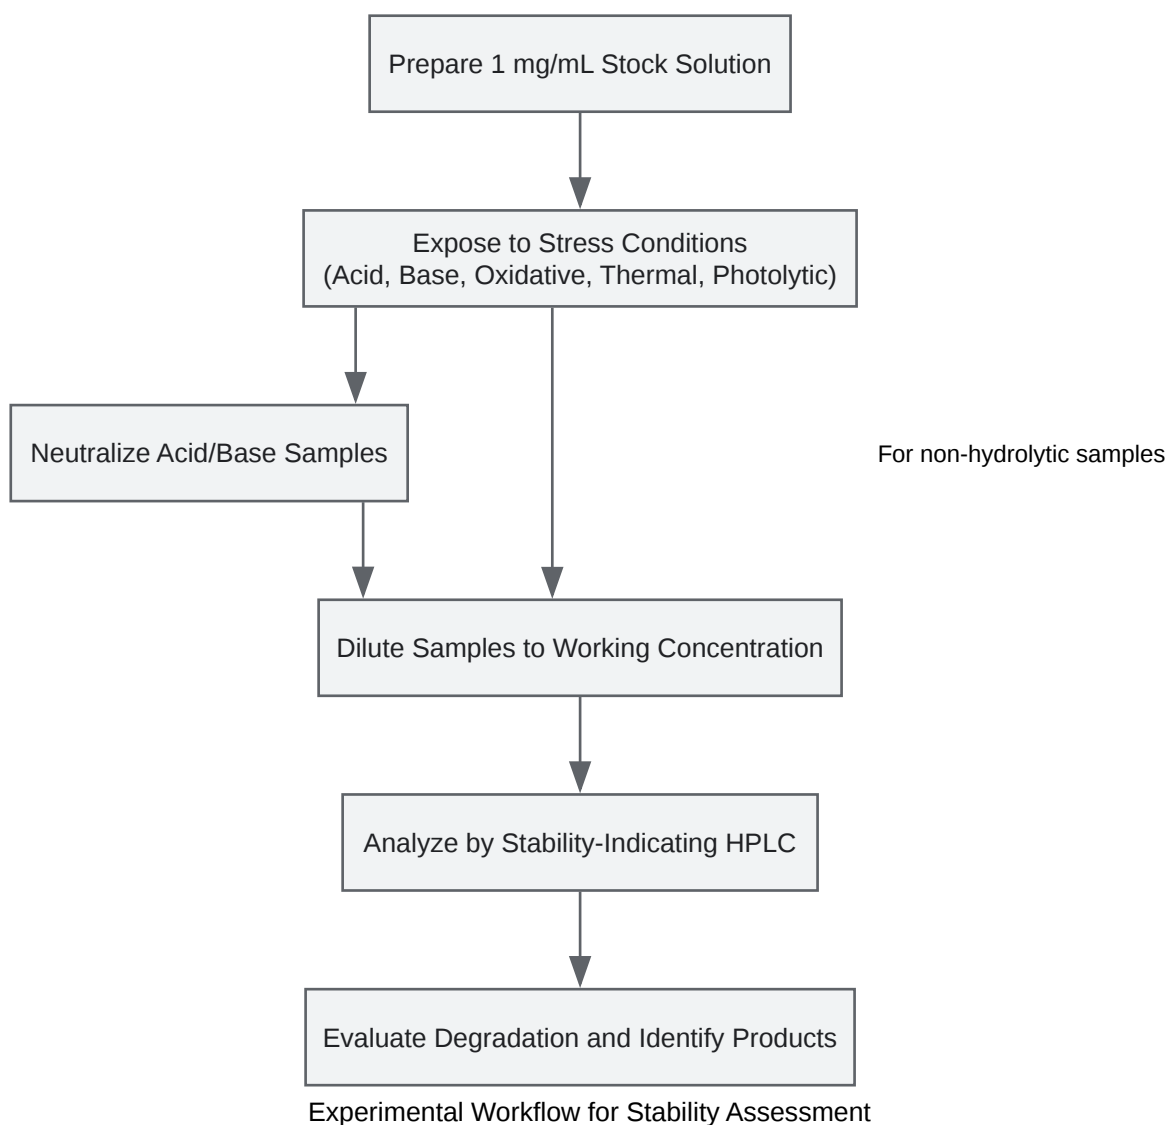 Prepare 1 mg/mL Stock Solution
Expose to Stress Conditions
(Acid, Base, Oxidative, Thermal, Photolytic)
Neutralize Acid/Base Samples
For non-hydrolytic samples
Dilute Samples to Working Concentration
Analyze by Stability-Indicating HPLC
Evaluate Degradation and Identify Products
Experimental Workflow for Stability Assessment